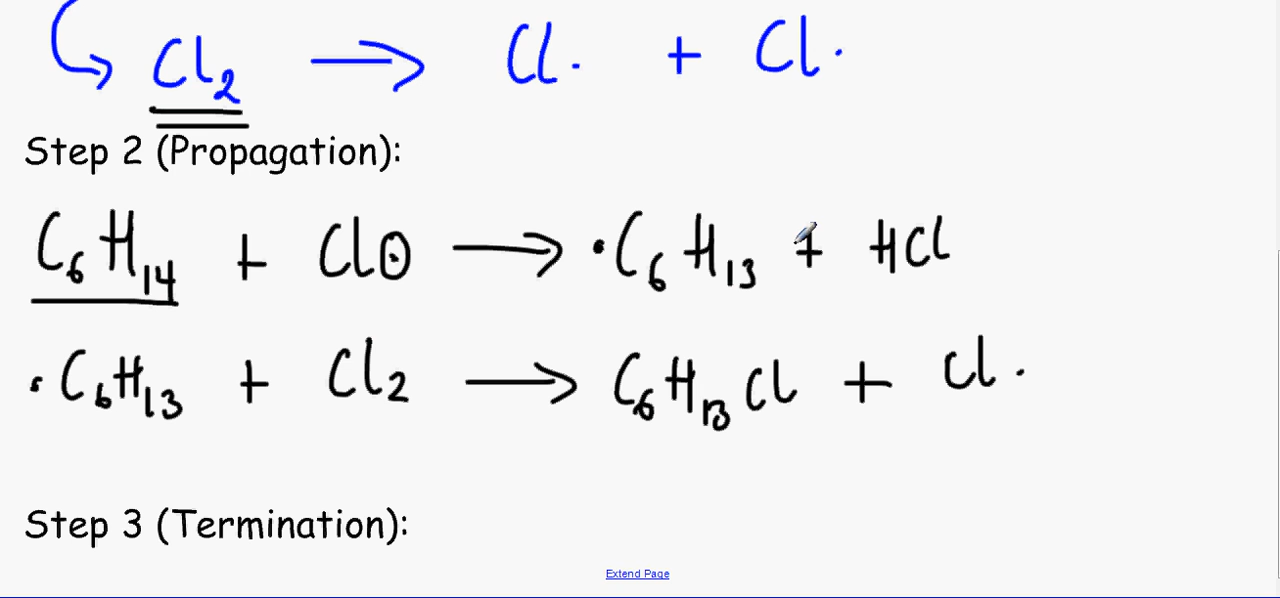 Cl₂ → Cl· + Cl·
Step 2 (Propagation):
C₆H₁₄ + Cl⊙ → ·C₆H₁₃ + HCl
·C₆H₁₃ + Cl₂ → C₆H₁₃Cl + Cl·
Step 3 (Termination):
Extend Page